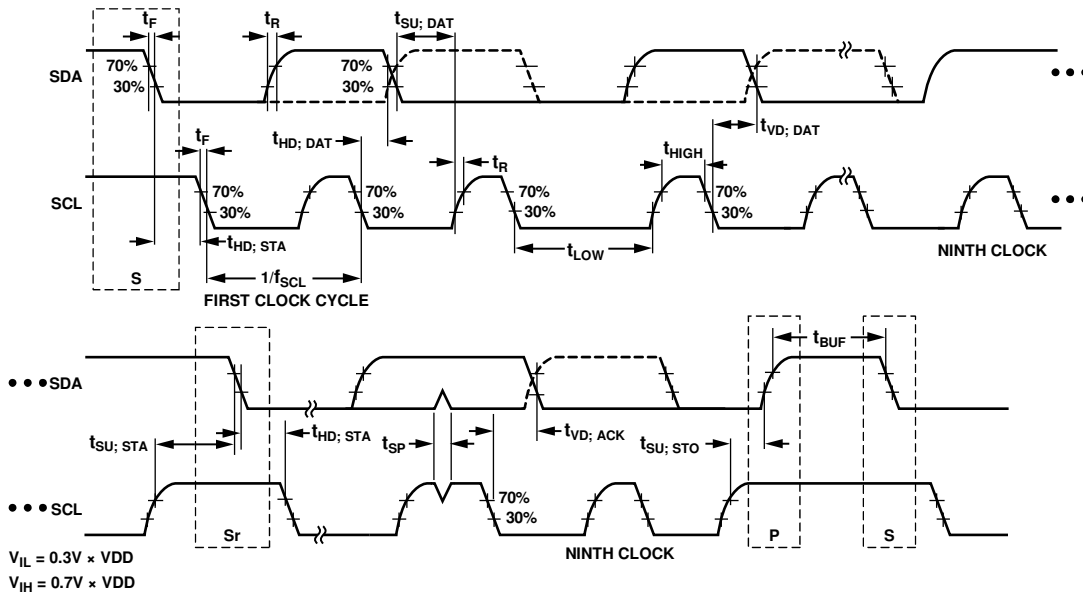 tF
tR
tSU; DAT
SDA
70%
30%
70%
30%
tF
tHD; DAT
tR
tHIGH
tVD; DAT
SCL
70%
30%
70%
30%
70%
30%
70%
30%
tHD; STA
tLOW
S
1/fSCL
NINTH CLOCK
FIRST CLOCK CYCLE
tBUF
SDA
tSU; STA
tHD; STA
tSP
tVD; ACK
tSU; STO
SCL
70%
30%
Sr
P
S
NINTH CLOCK
VIL = 0.3V × VDD
VIH = 0.7V × VDD